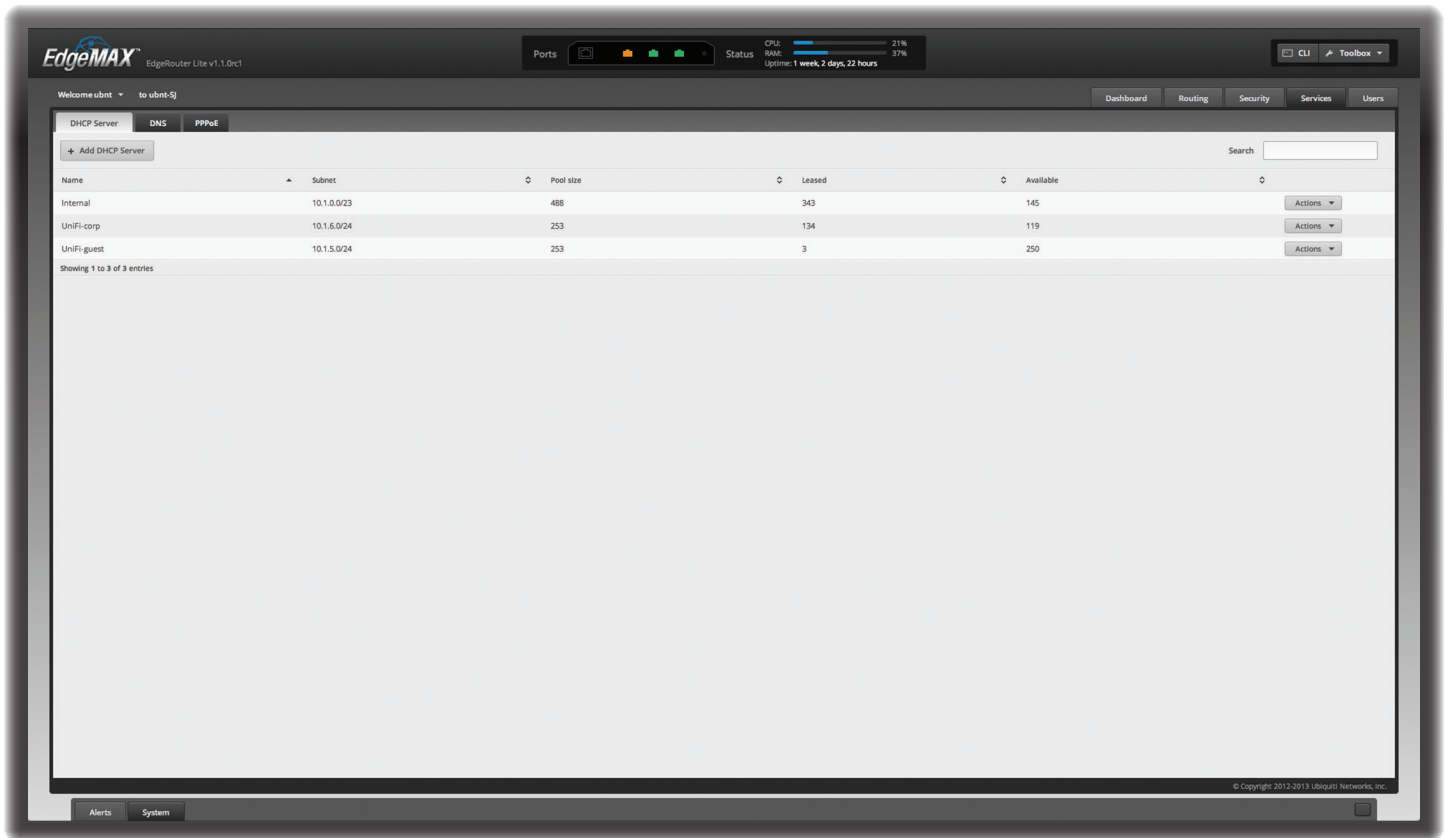 EdgeMAX™ EdgeRouter Lite v1.1.0rc1
Ports
Status
CPU: 21%
RAM: 37%
Uptime: 1 week, 2 days, 22 hours
CLI
Toolbox
Welcome ubnt to ubnt-SJ
Dashboard Routing Security Services Users
DHCP Server DNS PPPoE
+ Add DHCP Server
Search
Name Subnet Pool size Leased Available
Internal 10.1.0.0/23 488 343 145 Actions
UniFi-corp 10.1.6.0/24 253 134 119 Actions
UniFi-guest 10.1.5.0/24 253 3 250 Actions
Showing 1 to 3 of 3 entries
© Copyright 2012-2013 Ubiquiti Networks, Inc.
Alerts System